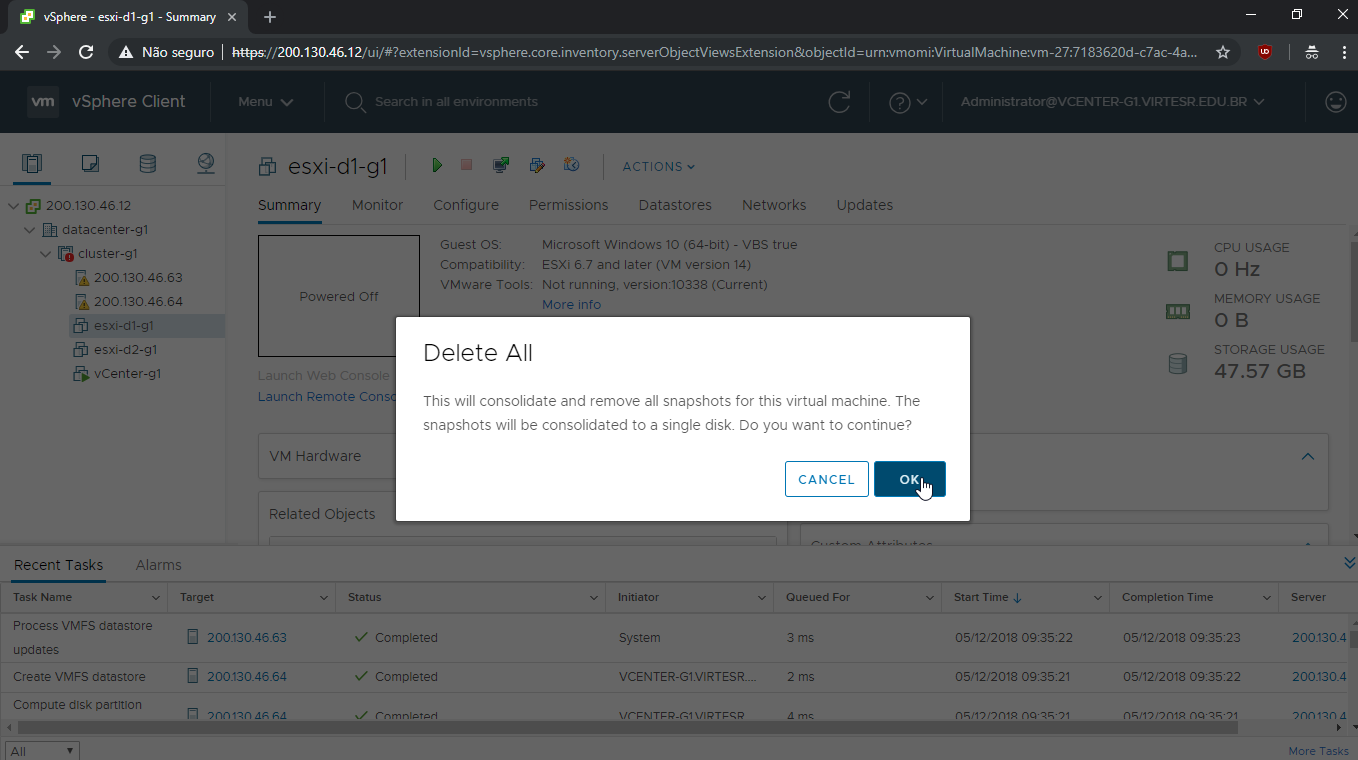 vSphere - esxi-d1-g1 - Summary
Não seguro
https://200.130.46.12/ui/#?extensionId=vsphere.core.inventory.serverObjectViewsExtension&objectId=urn:vmomi:VirtualMachine:vm-27:7183620d-c7ac-4a...
vm vSphere Client
Menu
Search in all environments
Administrator@VCENTER-G1.VIRTESR.EDU.BR
200.130.46.12
datacenter-g1
cluster-g1
200.130.46.63
200.130.46.64
esxi-d1-g1
esxi-d2-g1
vCenter-g1
esxi-d1-g1
ACTIONS
Summary Monitor Configure Permissions Datastores Networks Updates
Powered Off
Guest OS: Microsoft Windows 10 (64-bit) - VBS true
Compatibility: ESXi 6.7 and later (VM version 14)
VMware Tools: Not running, version:10338 (Current)
More info
CPU USAGE
0 Hz
MEMORY USAGE
0 B
STORAGE USAGE
47.57 GB
Launch Web Console
Launch Remote Conso
VM Hardware
Related Objects
Custom Attributes
Delete All
This will consolidate and remove all snapshots for this virtual machine. The
snapshots will be consolidated to a single disk. Do you want to continue?
CANCEL OK
Recent Tasks Alarms
Task Name Target Status Initiator Queued For Start Time Completion Time Server
Process VMFS datastore
updates
200.130.46.63 Completed System 3 ms 05/12/2018 09:35:22 05/12/2018 09:35:23 200.130.4
Create VMFS datastore 200.130.46.64 Completed VCENTER-G1.VIRTESR.... 2 ms 05/12/2018 09:35:21 05/12/2018 09:35:22 200.130.4
Compute disk partition
200.130.46.64 Completed VCENTER-G1.VIRTESR 4 ms 05/12/2018 09:35:21 05/12/2018 09:35:21 200.130.4
All
More Tasks